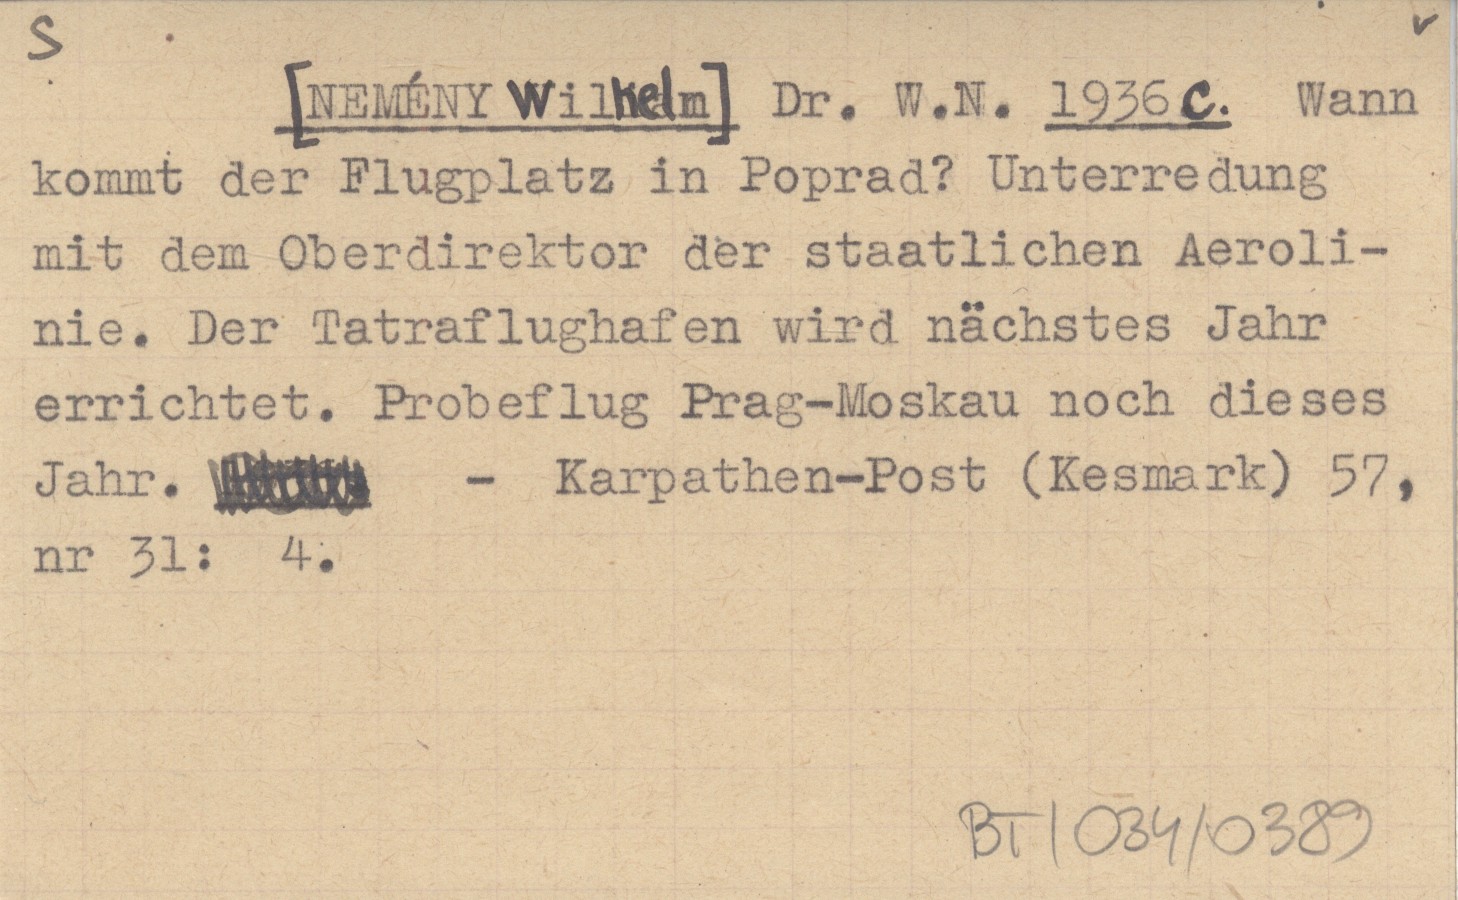 S v
[NEMÉNY Wilhelm] Dr. W.N. 1936 c. Wann
kommt der Flugplatz in Poprad? Unterredung
mit dem Oberdirektor der staatlichen Aeroli-
nie. Der Tatraflughafen wird nächstes Jahr
errichtet. Probeflug Prag-Moskau noch dieses
Jahr. - Karpathen-Post (Kesmark) 57,
nr 31: 4.
BT/034/0389